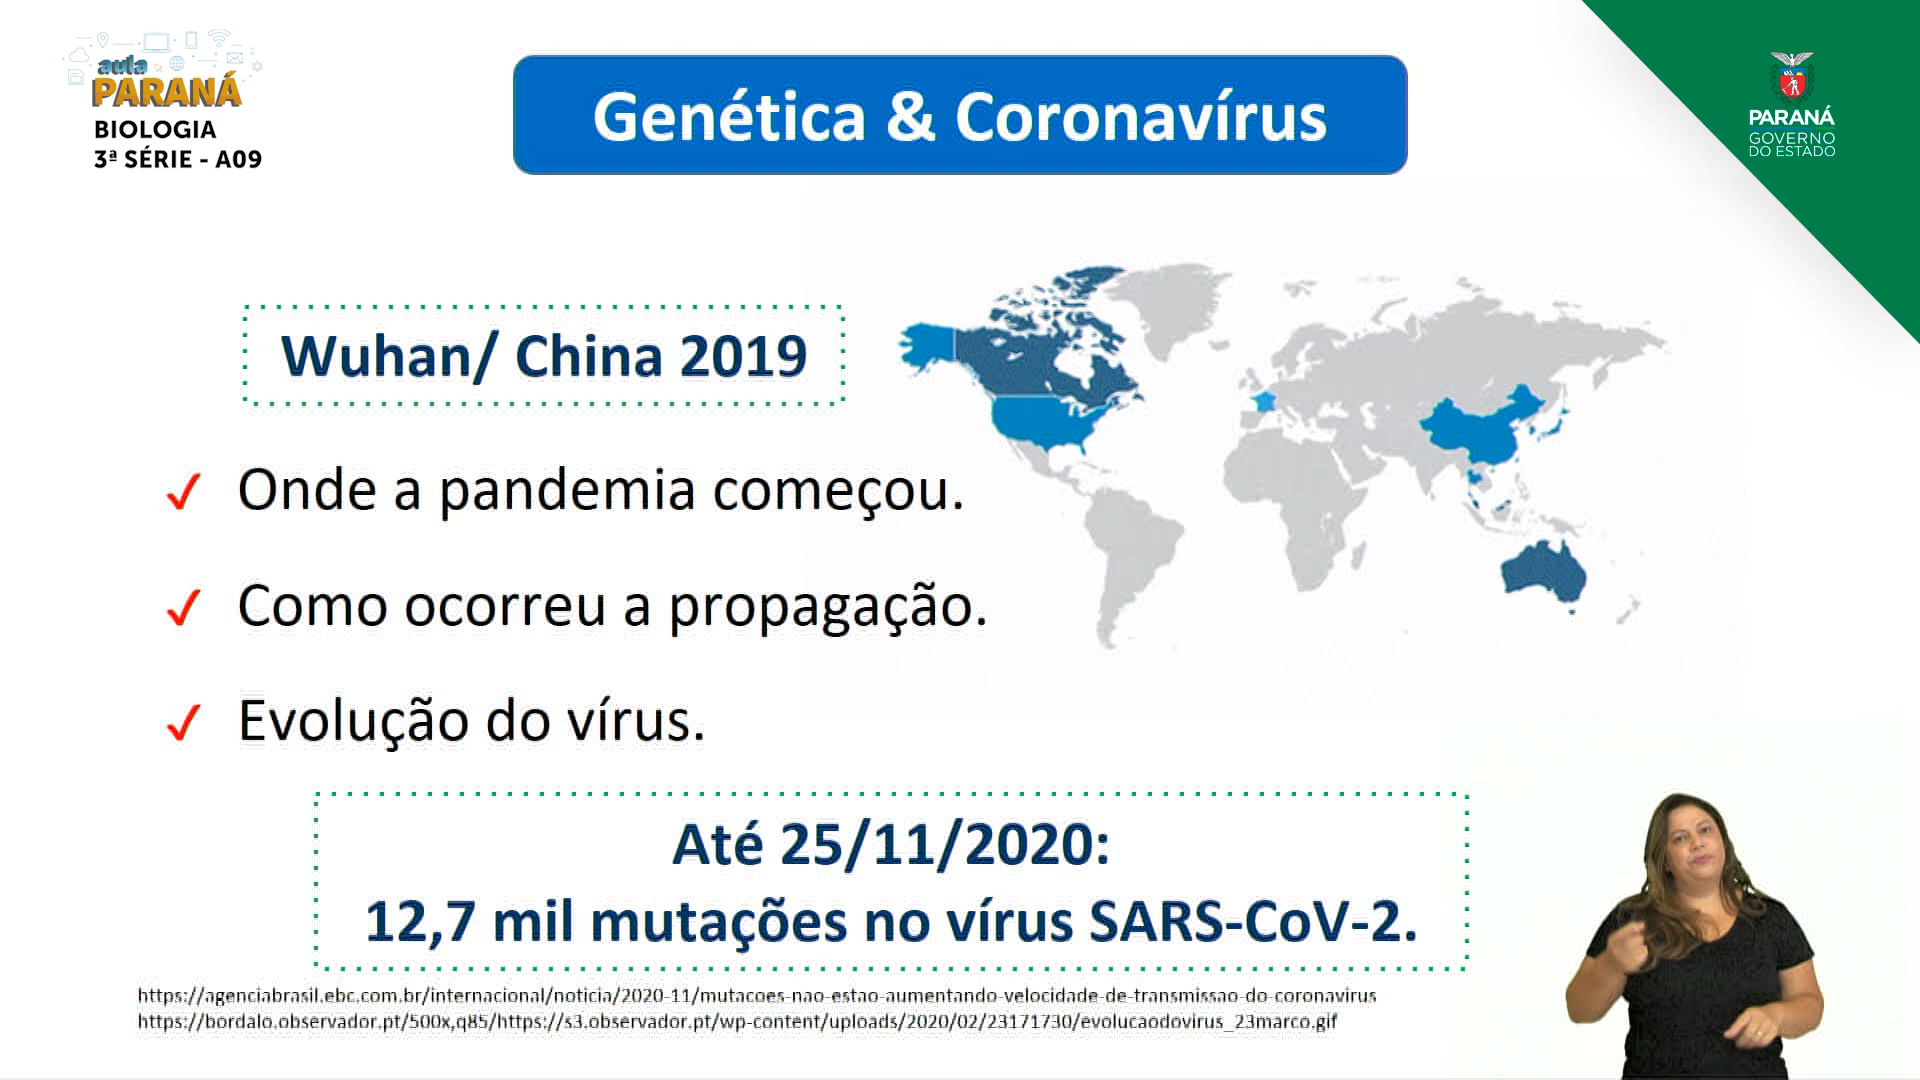 aula
PARANÁ
BIOLOGIA
3ª SÉRIE - A09
Genética & Coronavírus
PARANÁ
GOVERNO
DO ESTADO
Wuhan/ China 2019
✓ Onde a pandemia começou.
✓ Como ocorreu a propagação.
✓ Evolução do vírus.
Até 25/11/2020:
12,7 mil mutações no vírus SARS-CoV-2.
https://agenciabrasil.ebc.com.br/internacional/noticia/2020-11/mutacoes-nao-estao-aumentando-velocidade-de-transmissao-do-coronavirus
https://bordalo.observador.pt/500x,q85/https://s3.observador.pt/wp-content/uploads/2020/02/23171730/evolucaodovirus_23marco.gif